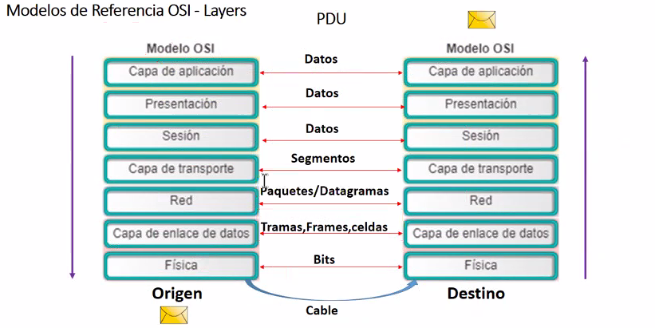 Modelos de Referencia OSI - Layers
PDU
Modelo OSI
Modelo OSI
Capa de aplicación
Datos
Capa de aplicación
Presentación
Datos
Presentación
Sesión
Datos
Sesión
Capa de transporte
Segmentos
Capa de transporte
Red
Paquetes/Datagramas
Red
Capa de enlace de datos
Tramas,Frames,celdas
Capa de enlace de datos
Física
Bits
Física
Origen
Destino
Cable